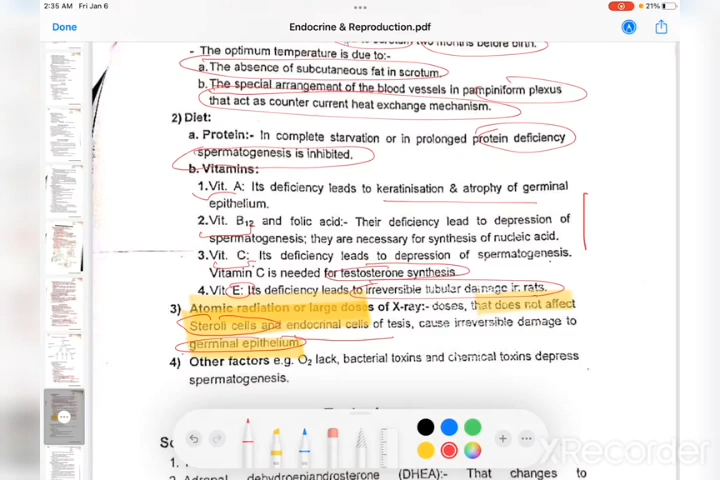 2:35 AM Fri Jan 6
21%
Done
Endocrine & Reproduction.pdf
two months before birth.
- The optimum temperature is due to:-
a. The absence of subcutaneous fat in scrotum.
b. The special arrangement of the blood vessels in pampiniform plexus
that act as counter current heat exchange mechanism.
2) Diet:
a. Protein:- In complete starvation or in prolonged protein deficiency
spermatogenesis is inhibited.
b. Vitamins:
1. Vit. A: Its deficiency leads to keratinisation & atrophy of germinal
epithelium.
2. Vit. B12 and folic acid:- Their deficiency lead to depression of
spermatogenesis; they are necessary for synthesis of nucleic acid.
3. Vit C: Its deficiency leads to depression of spermatogenesis.
Vitamin C is needed for testosterone synthesis.
4. Vit E: Its deficiency leads to irreversible tubular damage in rats.
3) Atomic radiation or large doses of X-ray:- doses, that does not affect
Steroli cells and endocrinal cells of tesis, cause irreversible damage to
germinal epithelium.
4) Other factors e.g. O2 lack, bacterial toxins and chemical toxins depress
spermatogenesis.
XRecorder
dehydroepiandrosterone (DHEA):- That changes to